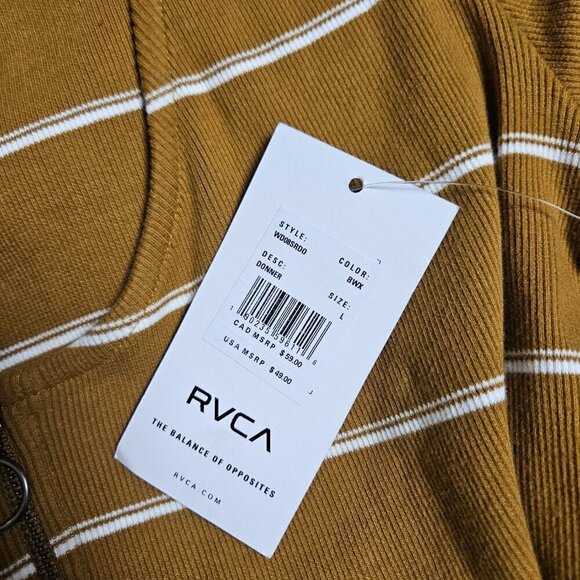 STYLE:
WD08SRDO
COLOR:
BWX
DESC:
DONNER
SIZE:
L
CAD MSRP $ 59.00
USA MSRP $ 49.00
RVCA
THE BALANCE OF OPPOSITES
RVCA.COM